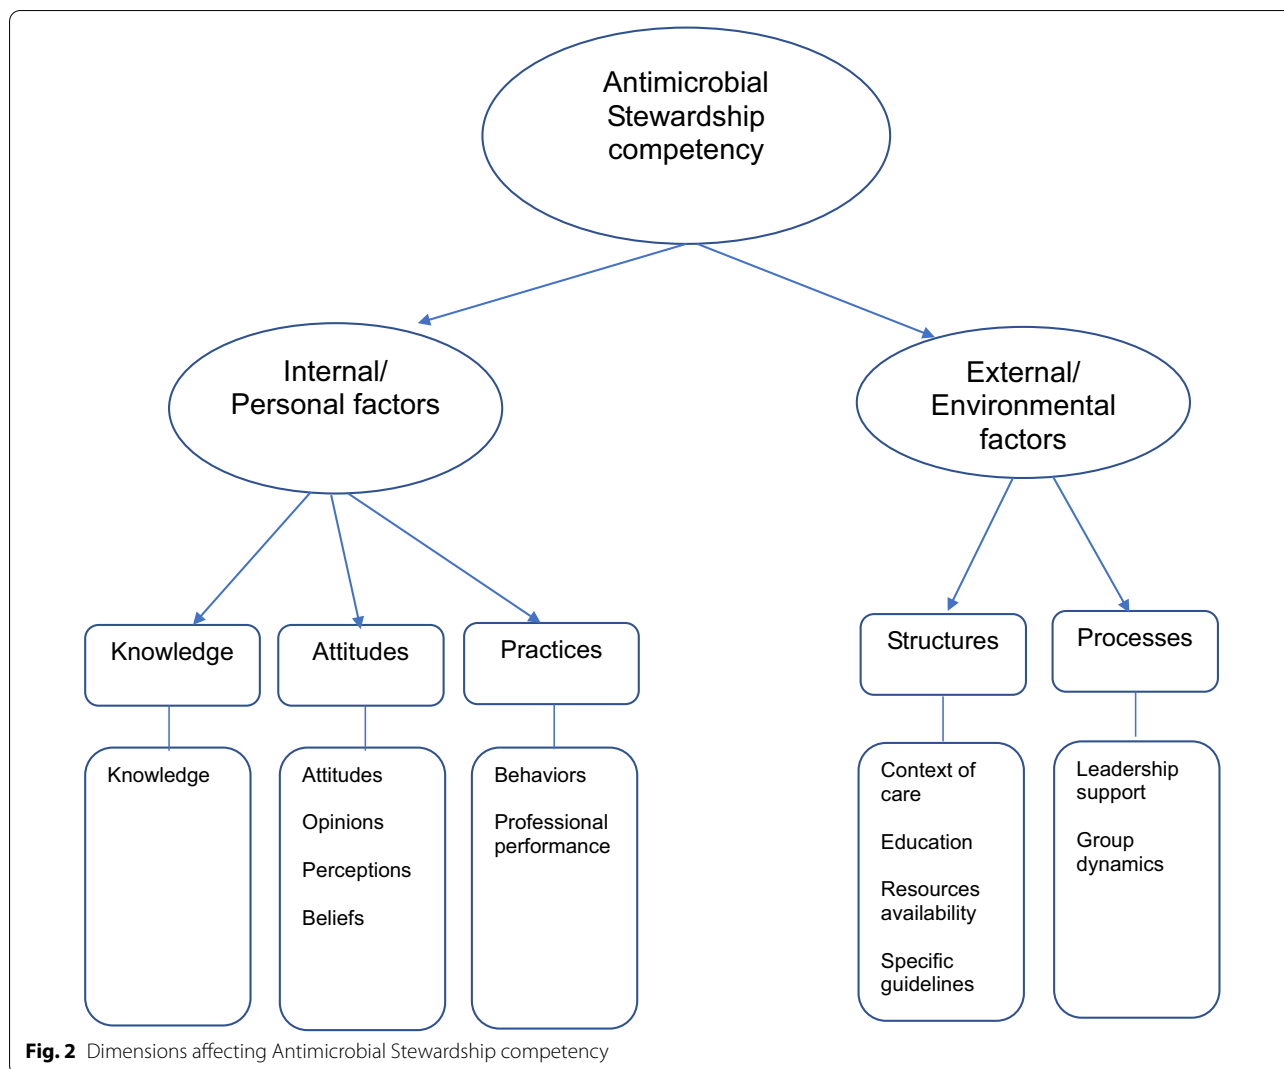 Antimicrobial
Stewardship
competency
Internal/
Personal factors
External/
Environmental
factors
Knowledge
Attitudes
Practices
Structures
Processes
Knowledge
Attitudes
Opinions
Perceptions
Beliefs
Behaviors
Professional
performance
Context of
care
Education
Resources
availability
Specific
guidelines
Leadership
support
Group
dynamics
Fig. 2 Dimensions affecting Antimicrobial Stewardship competency